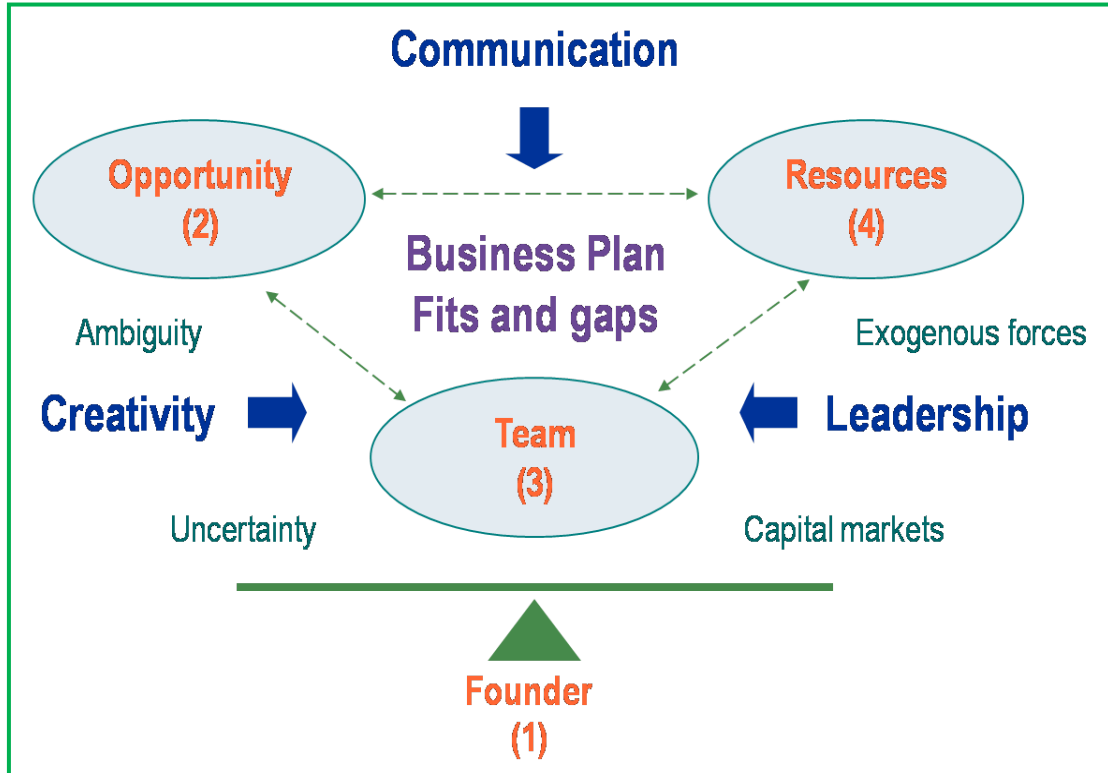 Communication
Opportunity
(2)
Resources
(4)
Business Plan
Fits and gaps
Ambiguity
Exogenous forces
Creativity
Leadership
Team
(3)
Uncertainty
Capital markets
Founder
(1)